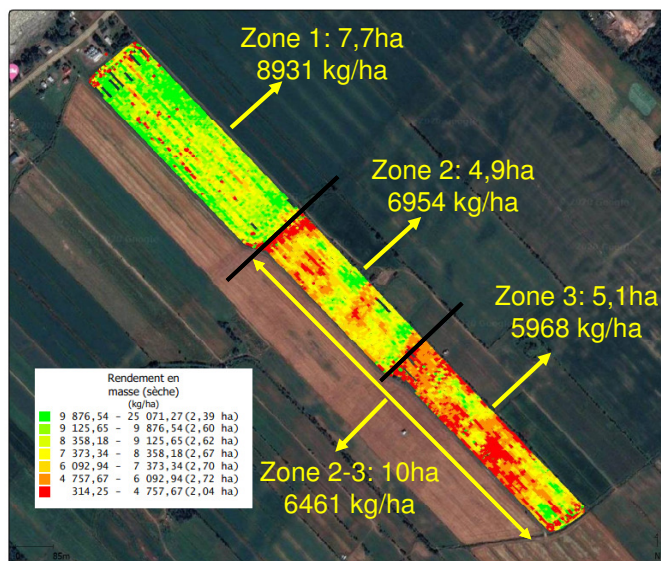 Zone 1: 7,7ha
8931 kg/ha
Zone 2: 4,9ha
6954 kg/ha
Zone 3: 5,1ha
5968 kg/ha
Rendement en
masse (sèche)
(kg/ha)
9 876,54 - 25 071,27(2,39 ha)
9 125,65 - 9 876,54(2,60 ha)
8 358,18 - 9 125,65(2,62 ha)
7 373,34 - 8 358,18(2,67 ha)
6 092,94 - 7 373,34(2,70 ha)
4 757,67 - 6 092,94(2,72 ha)
314,25 - 4 757,67(2,04 ha)
Zone 2-3: 10ha
6461 kg/ha
85m